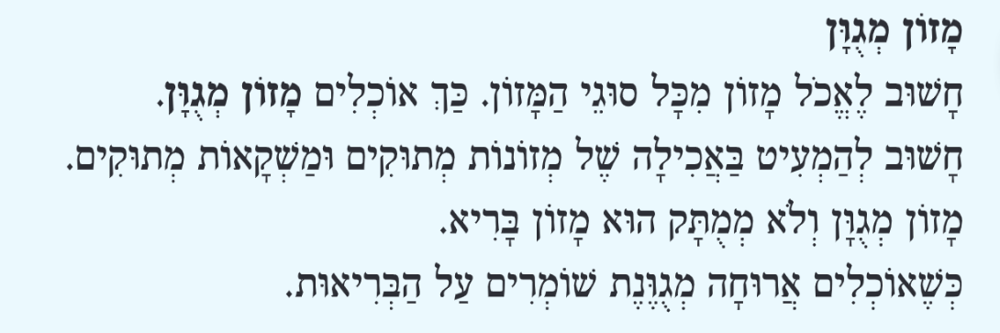 מָזוֹן מְגֻוָּן
חָשׁוּב לֶאֱכֹל מָזוֹן מִכָּל סוּגֵי הַמָּזוֹן. כַּךְ אוֹכְלִים מָזוֹן מְגֻוָּן.
חָשׁוּב לְהַמְעִיט בַּאֲכִילָה שֶׁל מְזוֹנוֹת מְתוּקִים וּמַשְׁקָאוֹת מְתוּקִים.
מָזוֹן מְגֻוָּן וְלֹא מְמֻתָּק הוּא מָזוֹן בָּרִיא.
כְּשֶׁאוֹכְלִים אֲרוּחָה מְגֻוֶּנֶת שׁוֹמְרִים עַל הַבְּרִיאוּת.